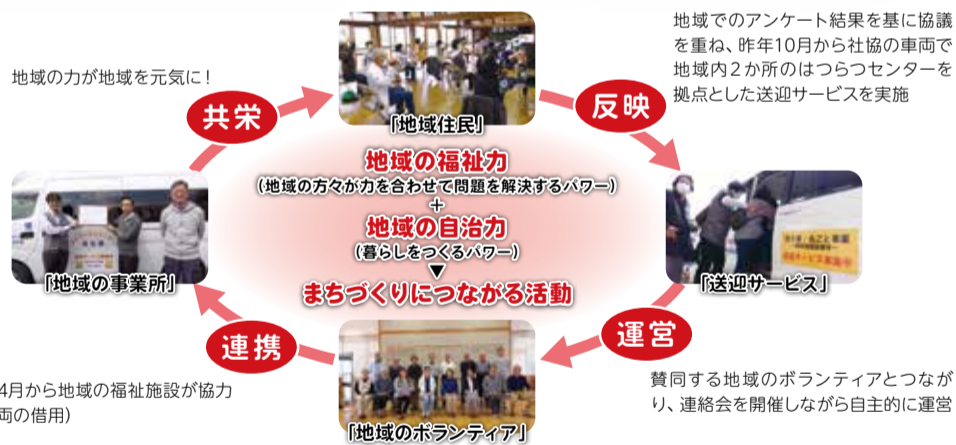 地域の力が地域を元気に!
共栄
「地域住民」
反映
地域でのアンケート結果を基に協議
を重ね、昨年10月から社協の車両で
地域内2か所のはつらつセンターを
拠点とした送迎サービスを実施
地域の福祉力
(地域の方々が力を合わせて問題を解決するパワー)
+
地域の自治力
(暮らしをつくるパワー)
▼
まちづくりにつながる活動
「地域の事業所」
「送迎サービス」
連携
運営
4月から地域の福祉施設が協力
両の借用)
「地域のボランティア」
賛同する地域のボランティアとつなが
り、連絡会を開催しながら自主的に運営